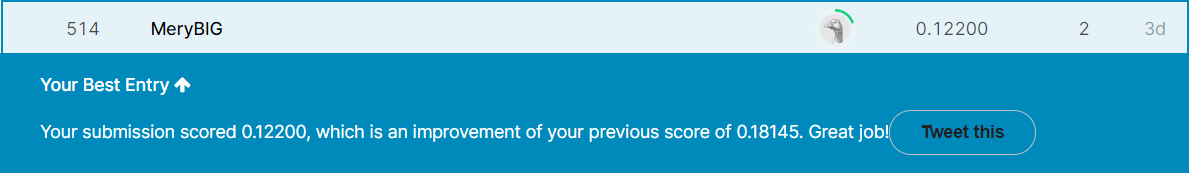 514 MeryBIG 0.12200 2 3d
Your Best Entry
Your submission scored 0.12200, which is an improvement of your previous score of 0.18145. Great job! Tweet this